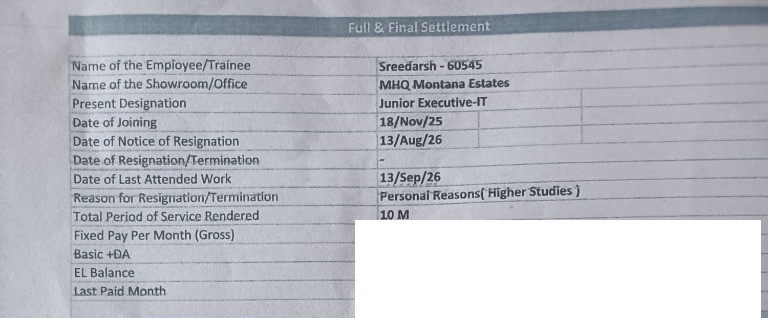 Full & Final Settlement
Name of the Employee/Trainee Sreedarsh - 60545
Name of the Showroom/Office MHQ Montana Estates
Present Designation Junior Executive-IT
Date of Joining 18/Nov/25
Date of Notice of Resignation 13/Aug/26
Date of Resignation/Termination -
Date of Last Attended Work 13/Sep/26
Reason for Resignation/Termination Personal Reasons( Higher Studies )
Total Period of Service Rendered 10 M
Fixed Pay Per Month (Gross)
Basic +DA
EL Balance
Last Paid Month